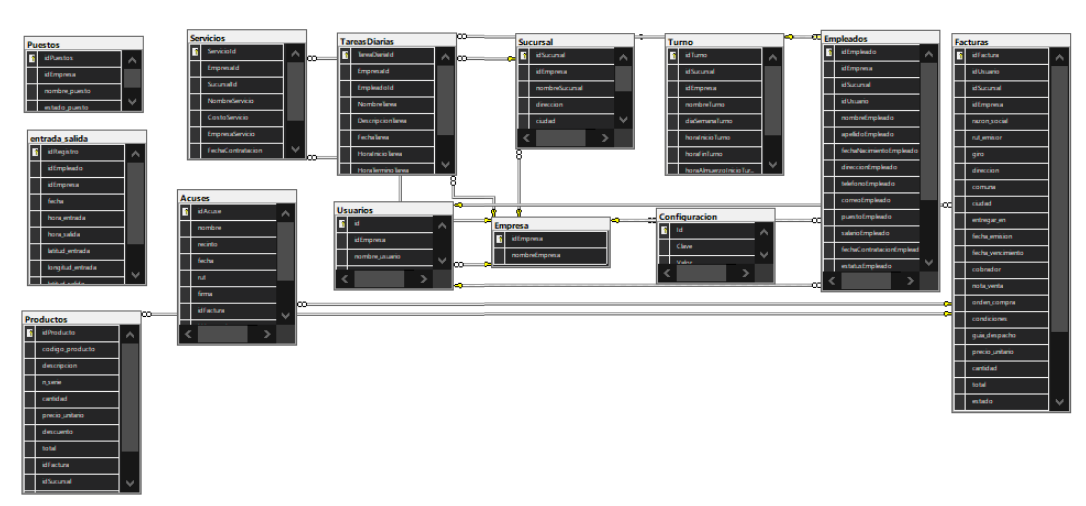 Puestos
idPuestos
idEmpresa
nombre_puesto
estado_puesto
entrada_salida
idRegistro
idEmpleado
idEmpresa
fecha
hora_entrada
hora_salida
latitud_entrada
longitud_entrada
latitud_salida
Productos
idProducto
codigo_producto
descripcion
n_serie
cantidad
precio_unitario
descuento
total
idFactura
idSucursal
Servicios
ServicioId
EmpresaId
SucursalId
NombreServicio
CostoServicio
EmpresaServicio
FechaContratacion
Acuses
idAcuse
nombre
recinto
fecha
rut
firma
idFactura
TareasDiarias
TareaDiariaId
EmpresaId
EmpleadoId
NombreTarea
DescripcionTarea
FechaTarea
HoraInicioTarea
HoraTerminoTarea
Usuarios
id
idEmpresa
nombre_usuario
Sucursal
idSucursal
idEmpresa
nombreSucursal
direccion
ciudad
Empresa
idEmpresa
nombreEmpresa
Turno
idTurno
idSucursal
idEmpresa
nombreTurno
diaSemanaTurno
horaInicioTurno
horaFinTurno
horaAlmuerzoInicioTur...
Configuracion
Id
Clave
Valor
Empleados
idEmpleado
idEmpresa
idSucursal
idUsuario
nombreEmpleado
apellidoEmpleado
fechaNacimientoEmpleado
direccionEmpleado
telefonoEmpleado
correoEmpleado
puestoEmpleado
salarioEmpleado
fechaContratacionEmplead
estatusEmpleado
Facturas
idFactura
idUsuario
idSucursal
idEmpresa
razon_social
rut_emisor
giro
direccion
comuna
ciudad
entregar_en
fecha_emision
fecha_vencimiento
cobrador
nota_venta
orden_compra
condiciones
guia_despacho
precio_unitario
cantidad
total
estado